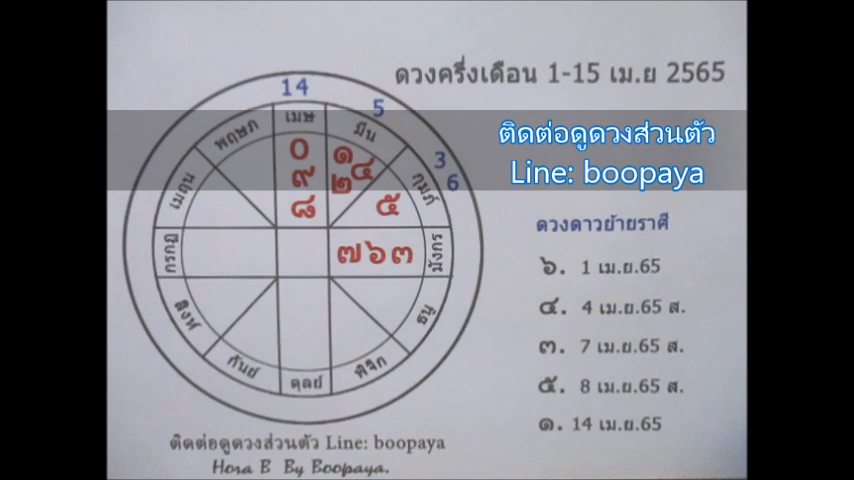 ดวงครึ่งเดือน 1-15 เม.ย 2565
ติดต่อดูดวงส่วนตัว
Line: boopaya
14
5
3
6
เมษ
มีน
กุมภ์
มังกร
ธนู
พิจิก
ตุลย์
กันย์
สิงห์
กรกฎ
เมถุน
พฤษภ
๐
๙
๘
๑
๔
๒
๕
๗ ๖ ๓
ดวงดาวย้ายราศี
๖. 1 เม.ย.65
๔. 4 เม.ย.65 ส.
๓. 7 เม.ย.65 ส.
๕. 8 เม.ย.65 ส.
๑. 14 เม.ย.65
ติดต่อดูดวงส่วนตัว Line: boopaya
Hora B By Boopaya.